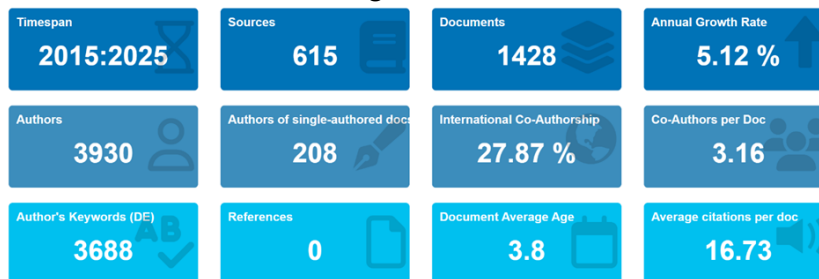 Timespan
2015:2025
Sources
615
Documents
1428
Annual Growth Rate
5.12 %
Authors
3930
Authors of single-authored docs
208
International Co-Authorship
27.87 %
Co-Authors per Doc
3.16
Author's Keywords (DE)
3688
AB
References
0
Document Average Age
3.8
Average citations per doc
16.73